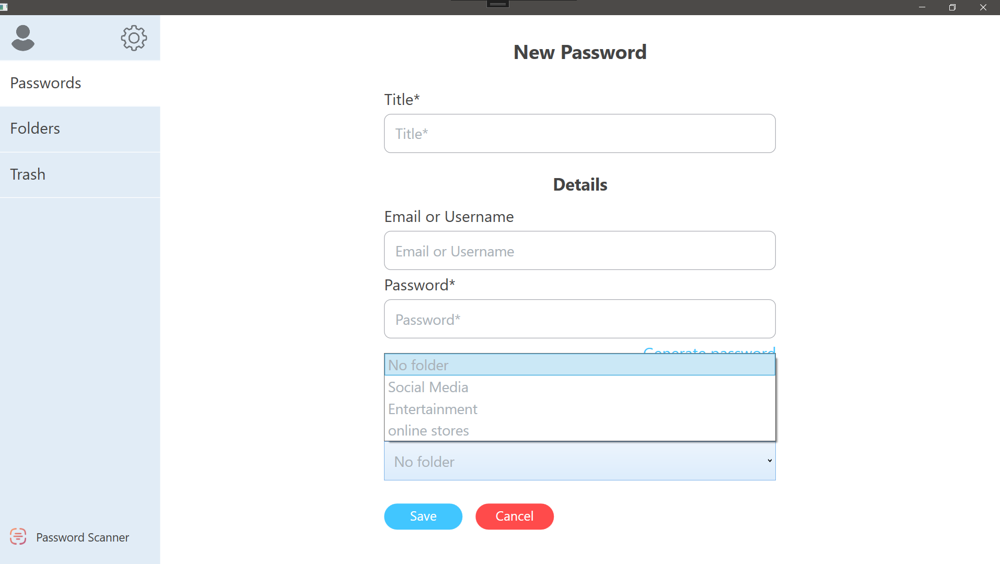 New Password
Passwords
Folders
Trash
Password Scanner
Title*
Title*
Details
Email or Username
Email or Username
Password*
Password*
Generate password
No folder
Social Media
Entertainment
online stores
No folder
Save
Cancel